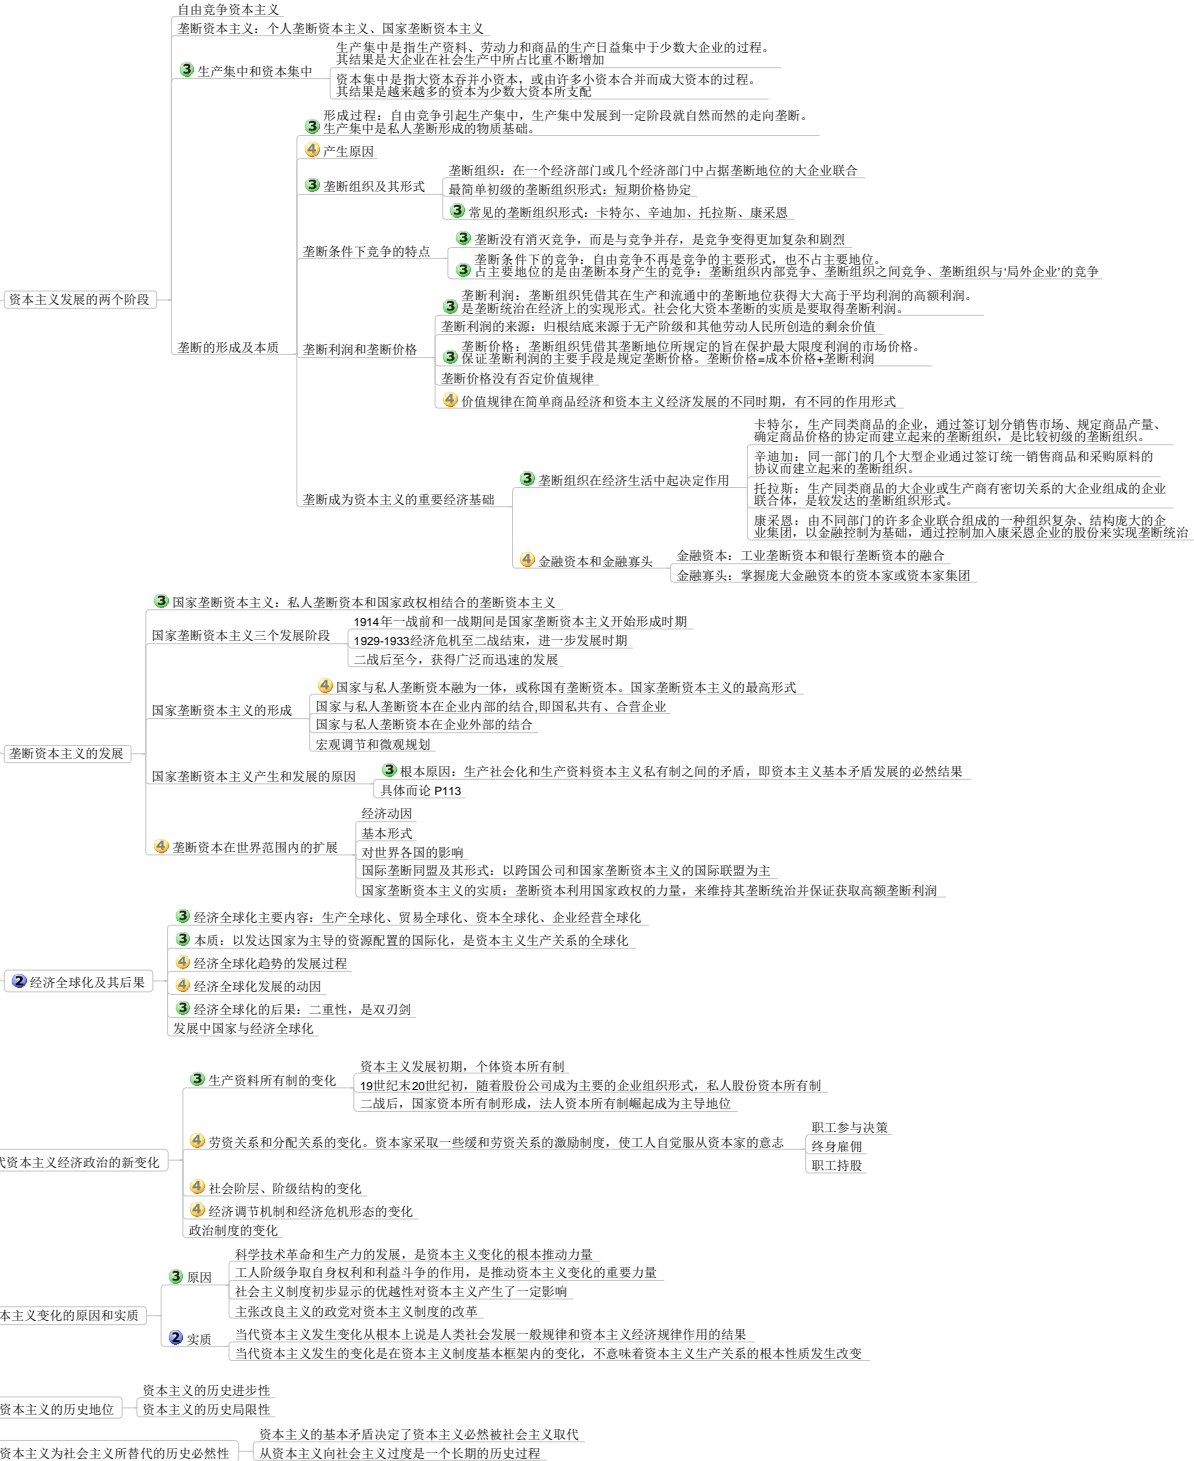 自由竞争资本主义
垄断资本主义：个人垄断资本主义、国家垄断资本主义
3 生产集中和资本集中
生产集中是指生产资料、劳动力和商品的生产日益集中于少数大企业的过程。
其结果是大企业在社会生产中所占比重不断增加
资本集中是指大资本吞并小资本，或由许多小资本合并而成大资本的过程。
其结果是越来越多的资本为少数大资本所支配
资本主义发展的两个阶段
垄断的形成及本质
形成过程：自由竞争引起生产集中，生产集中发展到一定阶段就自然而然的走向垄断。
3 生产集中是私人垄断形成的物质基础。
4 产生原因
3 垄断组织及其形式
垄断组织：在一个经济部门或几个经济部门中占据垄断地位的大企业联合
最简单初级的垄断组织形式：短期价格协定
3 常见的垄断组织形式：卡特尔、辛迪加、托拉斯、康采恩
垄断条件下竞争的特点
3 垄断没有消灭竞争，而是与竞争并存，是竞争变得更加复杂和剧烈
垄断条件下的竞争：自由竞争不再是竞争的主要形式，也不占主要地位。
3 占主要地位的是由垄断本身产生的竞争：垄断组织内部竞争、垄断组织之间竞争、垄断组织与‘局外企业’的竞争
垄断利润和垄断价格
垄断利润：垄断组织凭借其在生产和流通中的垄断地位获得大大高于平均利润的高额利润。
3 是垄断统治在经济上的实现形式。社会化大资本垄断的实质是要取得垄断利润。
垄断利润的来源：归根结底来源于无产阶级和其他劳动人民所创造的剩余价值
垄断价格：垄断组织凭借其垄断地位所规定的旨在保护最大限度利润的市场价格。
3 保证垄断利润的主要手段是规定垄断价格。垄断价格=成本价格+垄断利润
垄断价格没有否定价值规律
4 价值规律在简单商品经济和资本主义经济发展的不同时期，有不同的作用形式
垄断成为资本主义的重要经济基础
3 垄断组织在经济生活中起决定作用
卡特尔，生产同类商品的企业，通过签订划分销售市场、规定商品产量、
确定商品价格的协定而建立起来的垄断组织，是比较初级的垄断组织。
辛迪加：同一部门的几个大型企业通过签订统一销售商品和采购原料的
协议而建立起来的垄断组织。
托拉斯：生产同类商品的大企业或生产商有密切关系的大企业组成的企业
联合体，是较发达的垄断组织形式。
康采恩：由不同部门的许多企业联合组成的一种组织复杂、结构庞大的企
业集团，以金融控制为基础，通过控制加入康采恩企业的股份来实现垄断统治
4 金融资本和金融寡头
金融资本：工业垄断资本和银行垄断资本的融合
金融寡头：掌握庞大金融资本的资本家或资本家集团
垄断资本主义的发展
3 国家垄断资本主义：私人垄断资本和国家政权相结合的垄断资本主义
国家垄断资本主义三个发展阶段
1914年一战前和一战期间是国家垄断资本主义开始形成时期
1929-1933经济危机至二战结束，进一步发展时期
二战后至今，获得广泛而迅速的发展
国家垄断资本主义的形成
4 国家与私人垄断资本融为一体，或称国有垄断资本。国家垄断资本主义的最高形式
国家与私人垄断资本在企业内部的结合,即国私共有、合营企业
国家与私人垄断资本在企业外部的结合
宏观调节和微观规划
国家垄断资本主义产生和发展的原因
3 根本原因：生产社会化和生产资料资本主义私有制之间的矛盾，即资本主义基本矛盾发展的必然结果
具体而论 P113
4 垄断资本在世界范围内的扩展
经济动因
基本形式
对世界各国的影响
国际垄断同盟及其形式：以跨国公司和国家垄断资本主义的国际联盟为主
国家垄断资本主义的实质：垄断资本利用国家政权的力量，来维持其垄断统治并保证获取高额垄断利润
2 经济全球化及其后果
3 经济全球化主要内容：生产全球化、贸易全球化、资本全球化、企业经营全球化
3 本质：以发达国家为主导的资源配置的国际化，是资本主义生产关系的全球化
4 经济全球化趋势的发展过程
4 经济全球化发展的动因
3 经济全球化的后果：二重性，是双刃剑
发展中国家与经济全球化
代资本主义经济政治的新变化
3 生产资料所有制的变化
资本主义发展初期，个体资本所有制
19世纪末20世纪初，随着股份公司成为主要的企业组织形式，私人股份资本所有制
二战后，国家资本所有制形成，法人资本所有制崛起成为主导地位
4 劳资关系和分配关系的变化。资本家采取一些缓和劳资关系的激励制度，使工人自觉服从资本家的意志
职工参与决策
终身雇佣
职工持股
4 社会阶层、阶级结构的变化
4 经济调节机制和经济危机形态的变化
政治制度的变化
本主义变化的原因和实质
3 原因
科学技术革命和生产力的发展，是资本主义变化的根本推动力量
工人阶级争取自身权利和利益斗争的作用，是推动资本主义变化的重要力量
社会主义制度初步显示的优越性对资本主义产生了一定影响
主张改良主义的政党对资本主义制度的改革
2 实质
当代资本主义发生变化从根本上说是人类社会发展一般规律和资本主义经济规律作用的结果
当代资本主义发生的变化是在资本主义制度基本框架内的变化，不意味着资本主义生产关系的根本性质发生改变
资本主义的历史地位
资本主义的历史进步性
资本主义的历史局限性
资本主义为社会主义所替代的历史必然性
资本主义的基本矛盾决定了资本主义必然被社会主义取代
从资本主义向社会主义过度是一个长期的历史过程